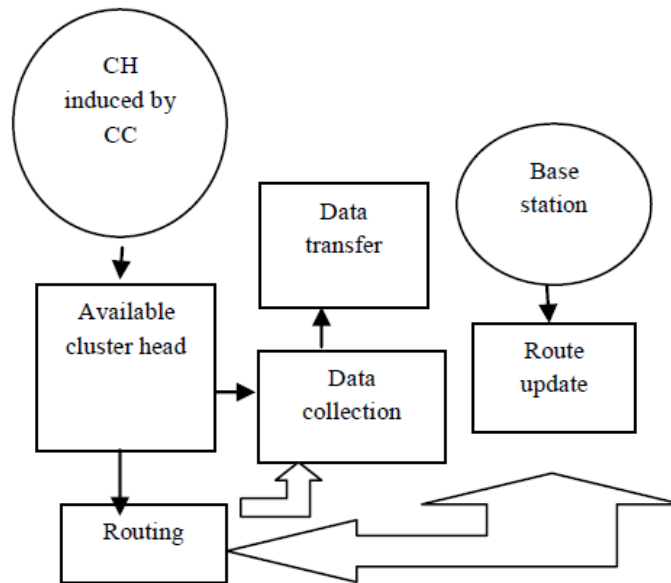 CH
induced by
CC
Base
station
Data
transfer
Available
cluster head
Route
update
Data
collection
Routing